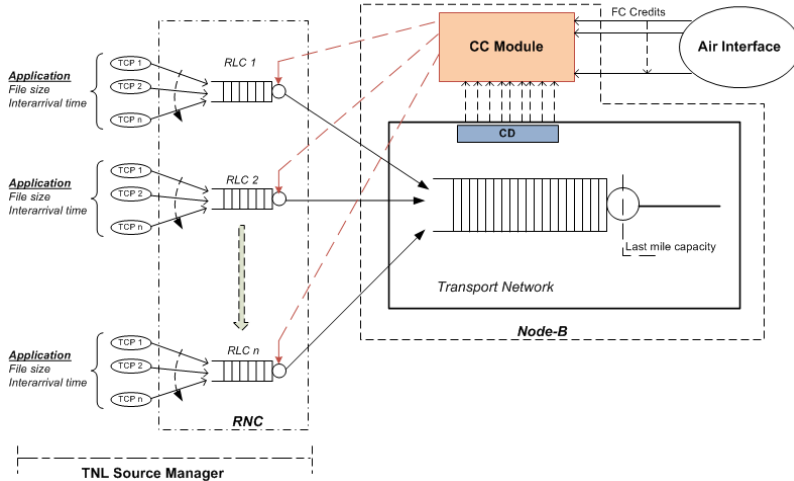 FC Credits
CC Module
Air Interface
TCP 1
TCP 2
TCP n
Application
File size
Interarrival time
RLC 1
CD
TCP 1
TCP 2
TCP n
Application
File size
Interarrival time
RLC 2
Last mile capacity
Transport Network
Node-B
TCP 1
TCP 2
TCP n
Application
File size
Interarrival time
RLC n
RNC
TNL Source Manager